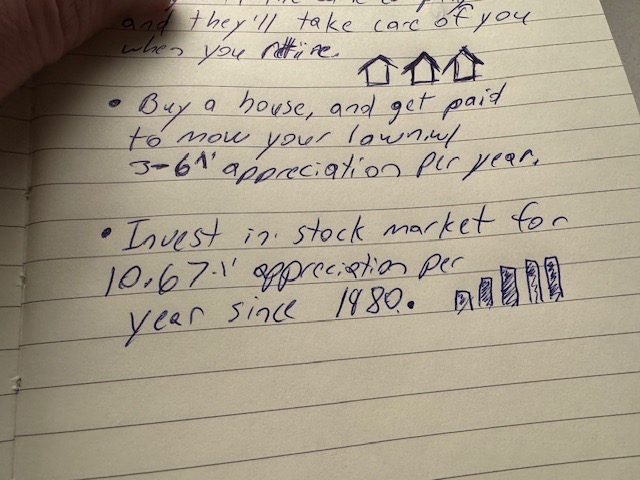 and they'll take care of you
when you retire.
• Buy a house, and get paid
to mow your lawn w/
3-6% appreciation per year.
• Invest in stock market for
10.67% appreciation per
year since 1980.